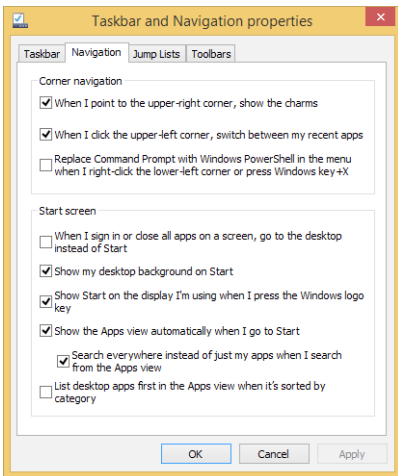 Taskbar and Navigation properties
Taskbar Navigation Jump Lists Toolbars
Corner navigation
When I point to the upper-right corner, show the charms
When I click the upper-left corner, switch between my recent apps
Replace Command Prompt with Windows PowerShell in the menu
when I right-click the lower-left corner or press Windows key+X
Start screen
When I sign in or close all apps on a screen, go to the desktop
instead of Start
Show my desktop background on Start
Show Start on the display I'm using when I press the Windows logo
key
Show the Apps view automatically when I go to Start
Search everywhere instead of just my apps when I search
from the Apps view
List desktop apps first in the Apps view when it's sorted by
category
OK Cancel Apply